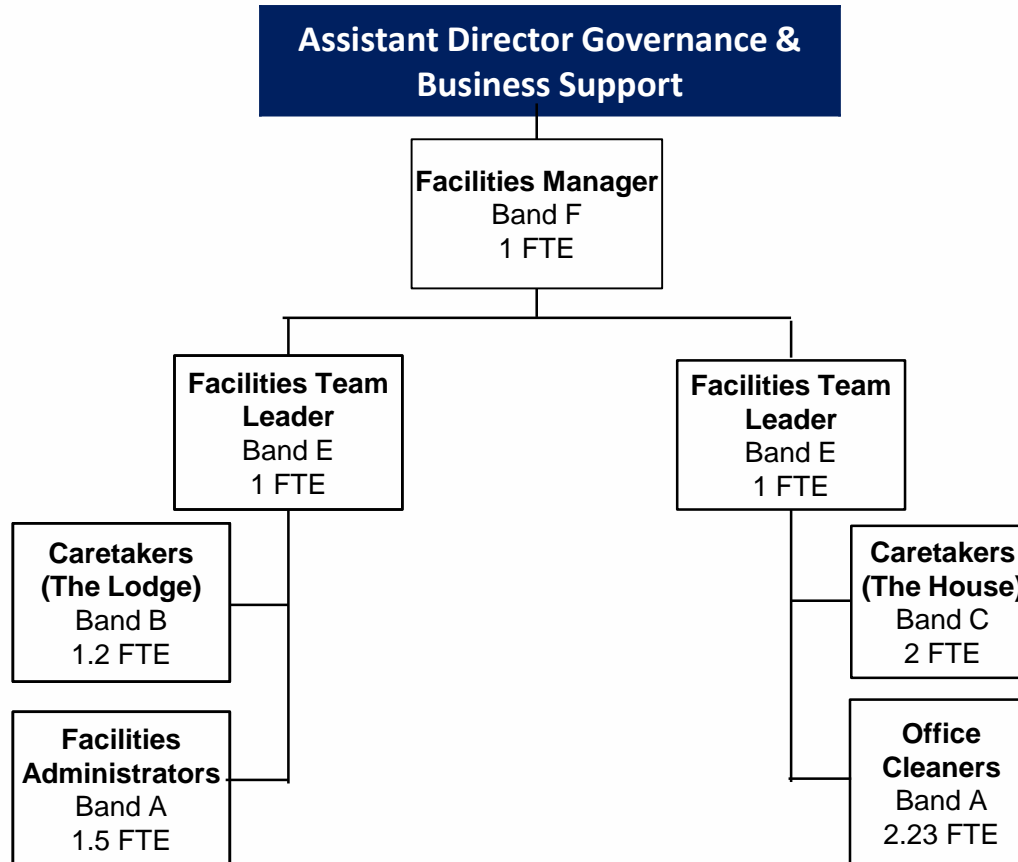 Assistant Director Governance &
Business Support
Facilities Manager
Band F
1 FTE
Facilities Team
Leader
Band E
1 FTE
Facilities Team
Leader
Band E
1 FTE
Caretakers
(The Lodge)
Band B
1.2 FTE
Caretakers
(The House)
Band C
2 FTE
Facilities
Administrators
Band A
1.5 FTE
Office
Cleaners
Band A
2.23 FTE